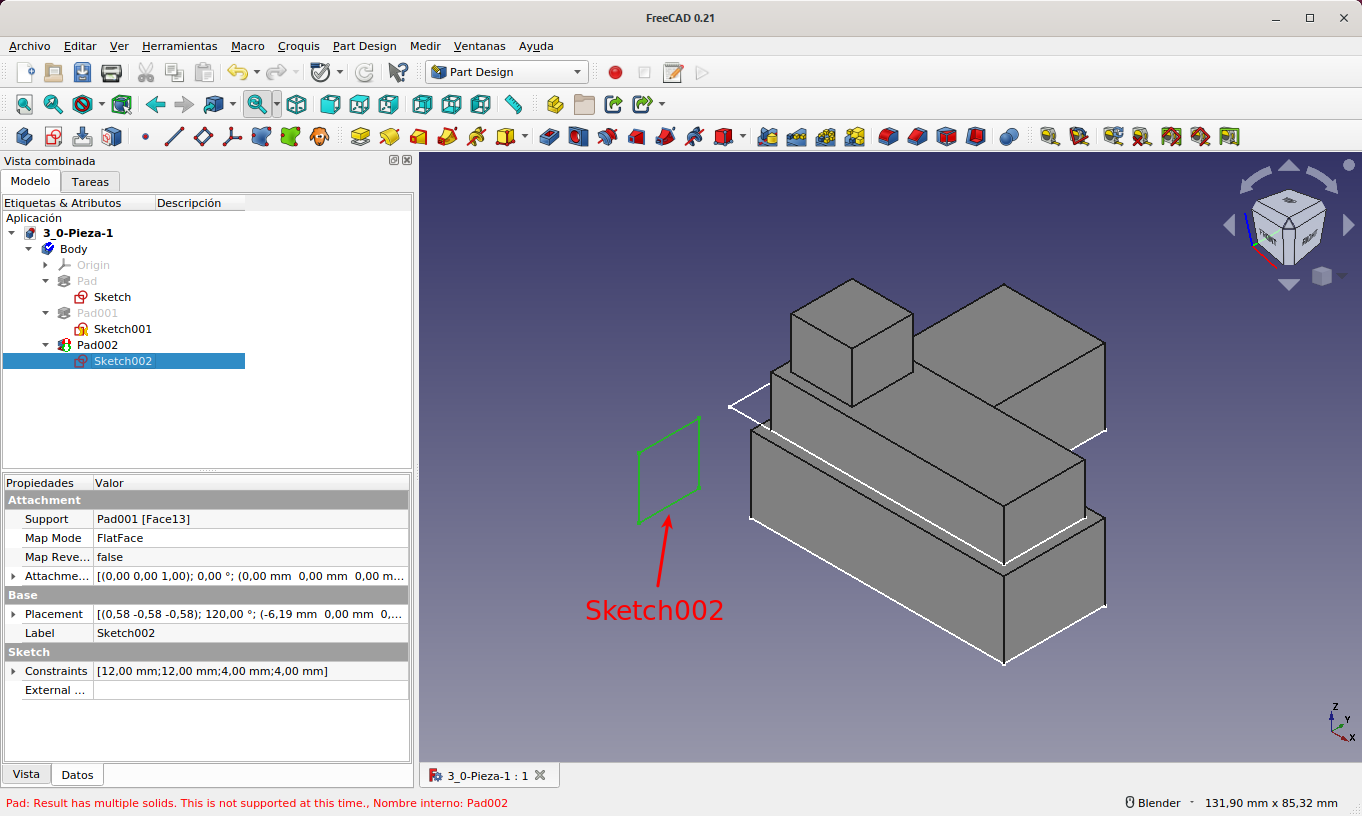 FreeCAD 0.21
Archivo Editar Ver Herramientas Macro Croquis Part Design Medir Ventanas Ayuda
Part Design
Vista combinada
Modelo Tareas
Etiquetas & Atributos Descripción
Aplicación
3_0-Pieza-1
Body
Origin
Pad
Sketch
Pad001
Sketch001
Pad002
Sketch002
Propiedades Valor
Attachment
Support Pad001 [Face13]
Map Mode FlatFace
Map Reve... false
Attachme... [(0,00 0,00 1,00); 0,00 °; (0,00 mm 0,00 mm 0,00 m...
Base
Placement [(0,58 -0,58 -0,58); 120,00 °; (-6,19 mm 0,00 mm 0,...
Label Sketch002
Sketch
Constraints [12,00 mm;12,00 mm;4,00 mm;4,00 mm]
External ...
Vista Datos
Sketch002
FRONT
Z
Y
X
3_0-Pieza-1 : 1
Pad: Result has multiple solids. This is not supported at this time., Nombre interno: Pad002
Blender 131,90 mm x 85,32 mm